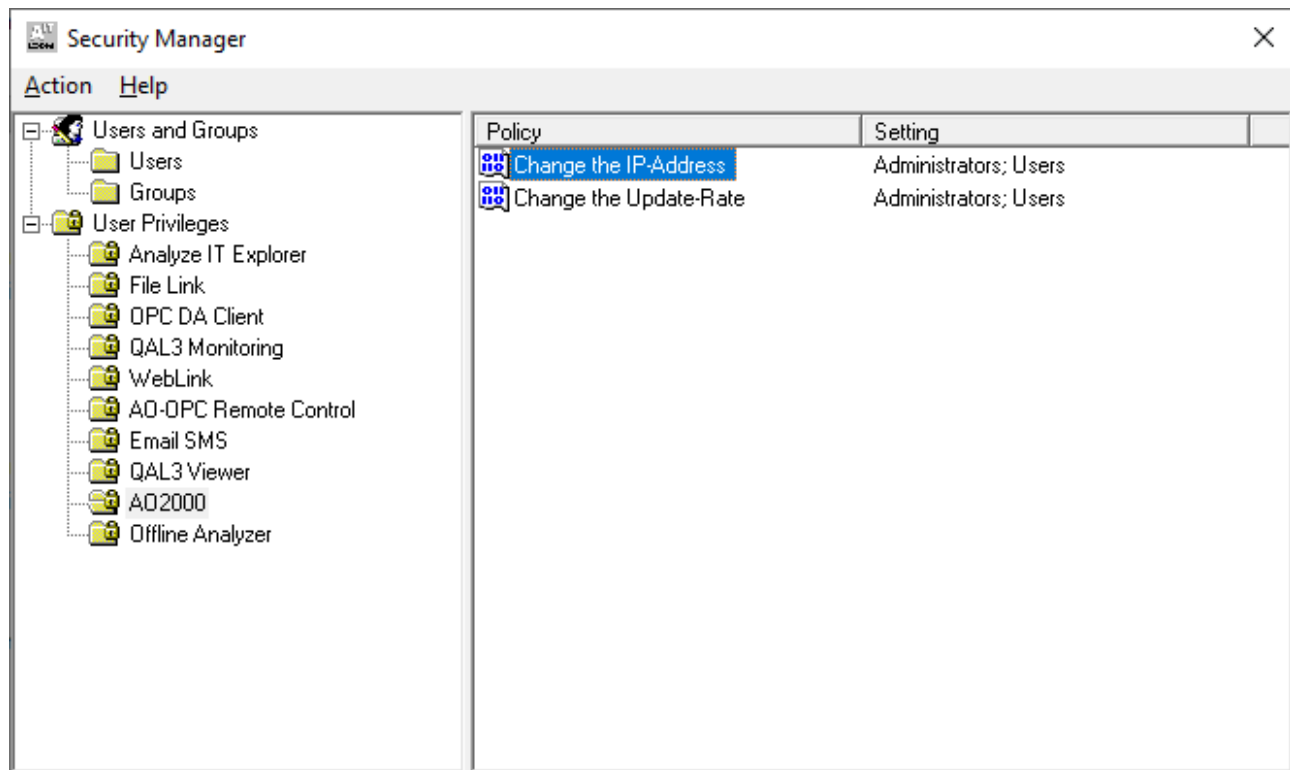 Security Manager
Action Help
Users and Groups
Users
Groups
User Privileges
Analyze IT Explorer
File Link
OPC DA Client
QAL3 Monitoring
WebLink
AO-OPC Remote Control
Email SMS
QAL3 Viewer
AO2000
Offline Analyzer
Policy Setting
Change the IP-Address Administrators; Users
Change the Update-Rate Administrators; Users